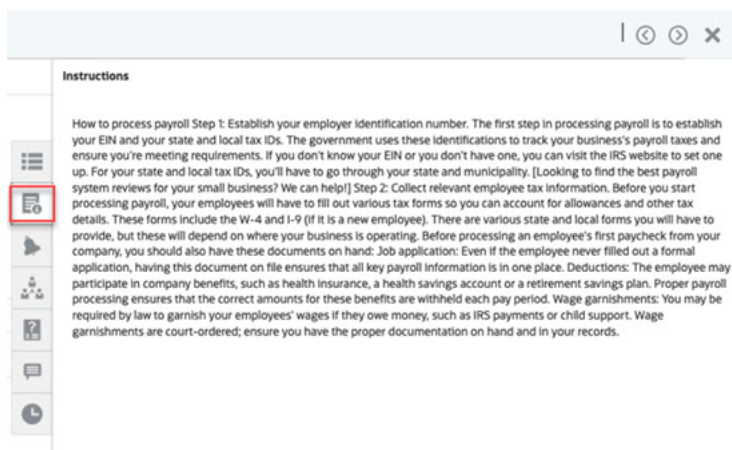 Instructions
How to process payroll Step 1: Establish your employer identification number. The first step in processing payroll is to establish
your EIN and your state and local tax IDs. The government uses these identifications to track your business's payroll taxes and
ensure you're meeting requirements. If you don't know your EIN or you don't have one, you can visit the IRS website to set one
up. For your state and local tax IDs, you'll have to go through your state and municipality. [Looking to find the best payroll
system reviews for your small business? We can help!] Step 2: Collect relevant employee tax information. Before you start
processing payroll, your employees will have to fill out various tax forms so you can account for allowances and other tax
details. These forms include the W-4 and I-9 (if it is a new employee). There are various state and local forms you will have to
provide, but these will depend on where your business is operating. Before processing an employee's first paycheck from your
company, you should also have these documents on hand: Job application: Even if the employee never filled out a formal
application, having this document on file ensures that all key payroll information is in one place. Deductions: The employee may
participate in company benefits, such as health insurance, a health savings account or a retirement savings plan. Proper payroll
processing ensures that the correct amounts for these benefits are withheld each pay period. Wage garnishments: You may be
required by law to garnish your employees' wages if they owe money, such as IRS payments or child support. Wage
garnishments are court-ordered; ensure you have the proper documentation on hand and in your records.